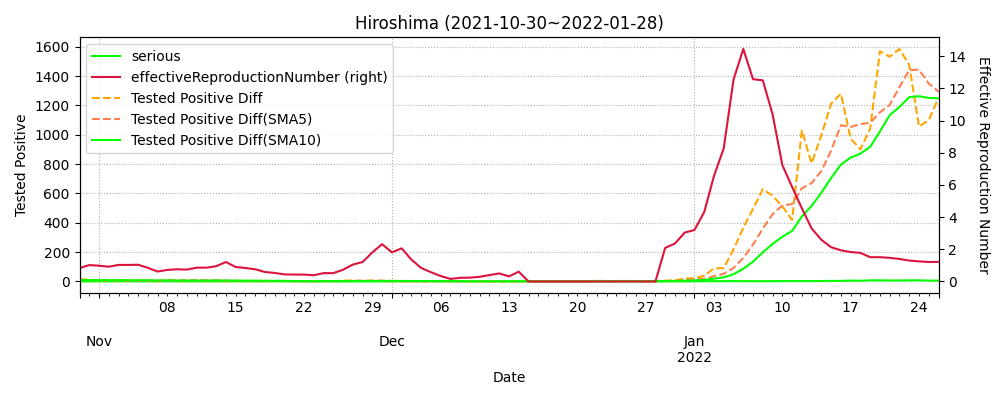 Hiroshima (2021-10-30~2022-01-28)
serious
effectiveReproductionNumber (right)
Tested Positive Diff
Tested Positive Diff(SMA5)
Tested Positive Diff(SMA10)
Tested Positive
1600
1400
1200
1000
800
600
400
200
0
14
12
10
8
6
4
2
0
Effective Reproduction Number
08 15 22 29 06 13 20 27 03 10 17 24
Nov Dec Jan
2022
Date